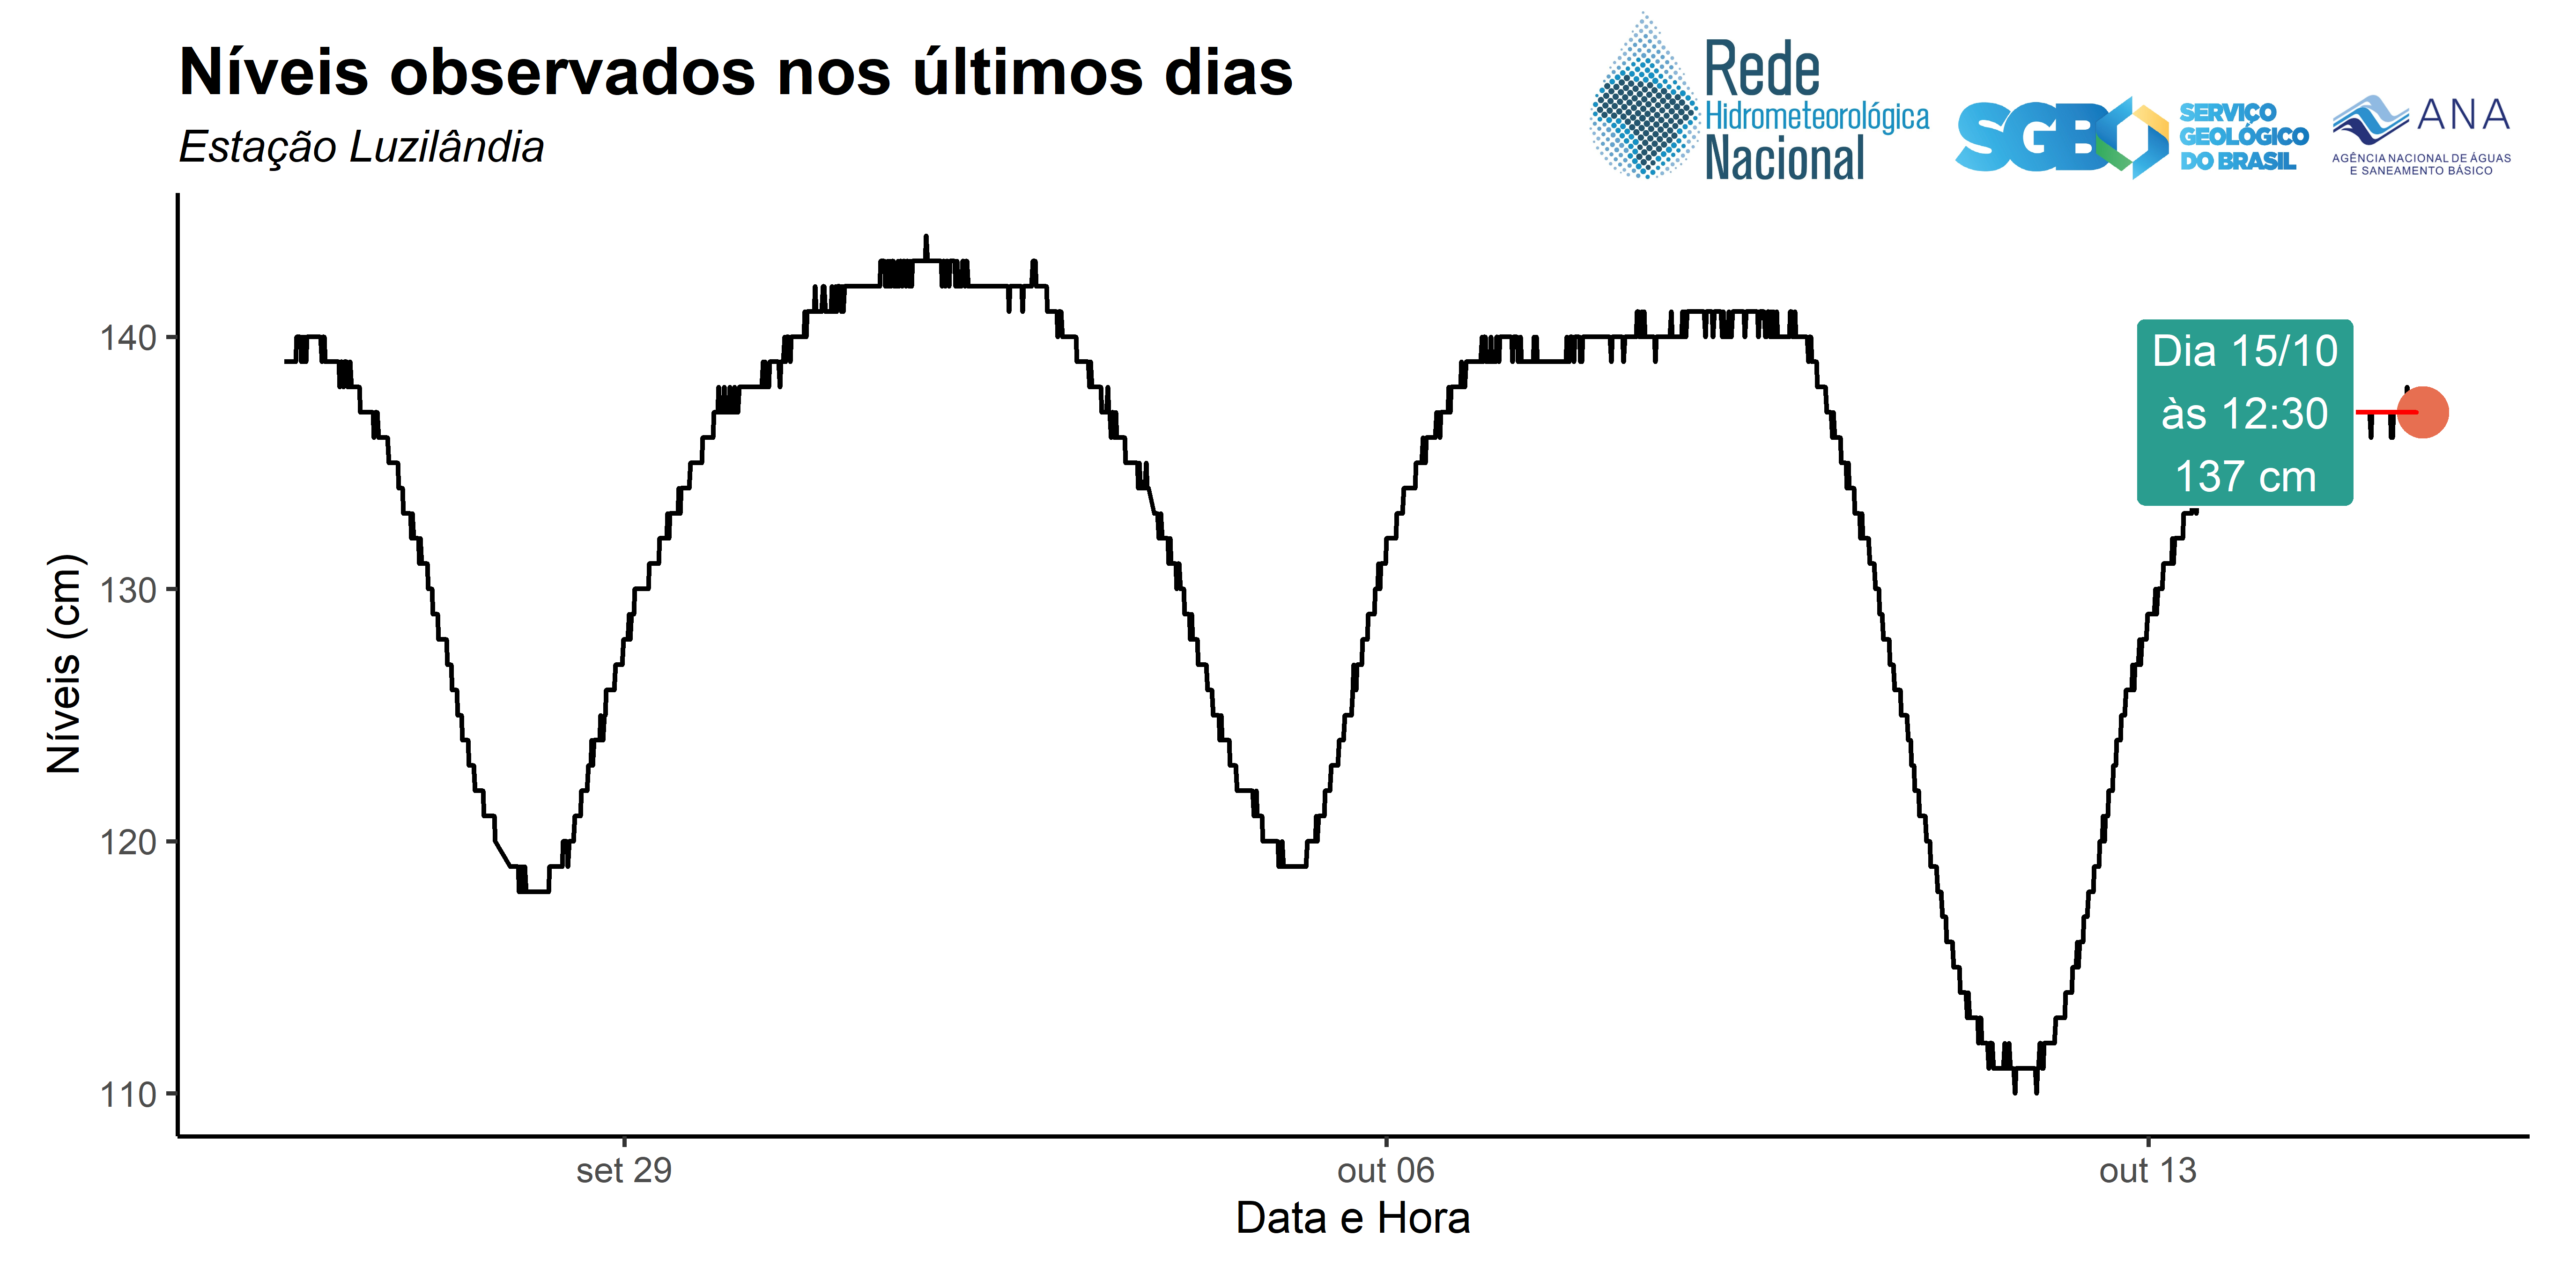 Níveis observados nos últimos dias
Estação Luzilândia
Rede
Hidrometeorológica
Nacional
SGB
SERVIÇO
GEOLÓGICO
DO BRASIL
ANA
AGÊNCIA NACIONAL DE ÁGUAS
E SANEAMENTO BÁSICO
Níveis (cm)
140
130
120
110
Dia 15/10
às 12:30
137 cm
set 29
out 06
out 13
Data e Hora